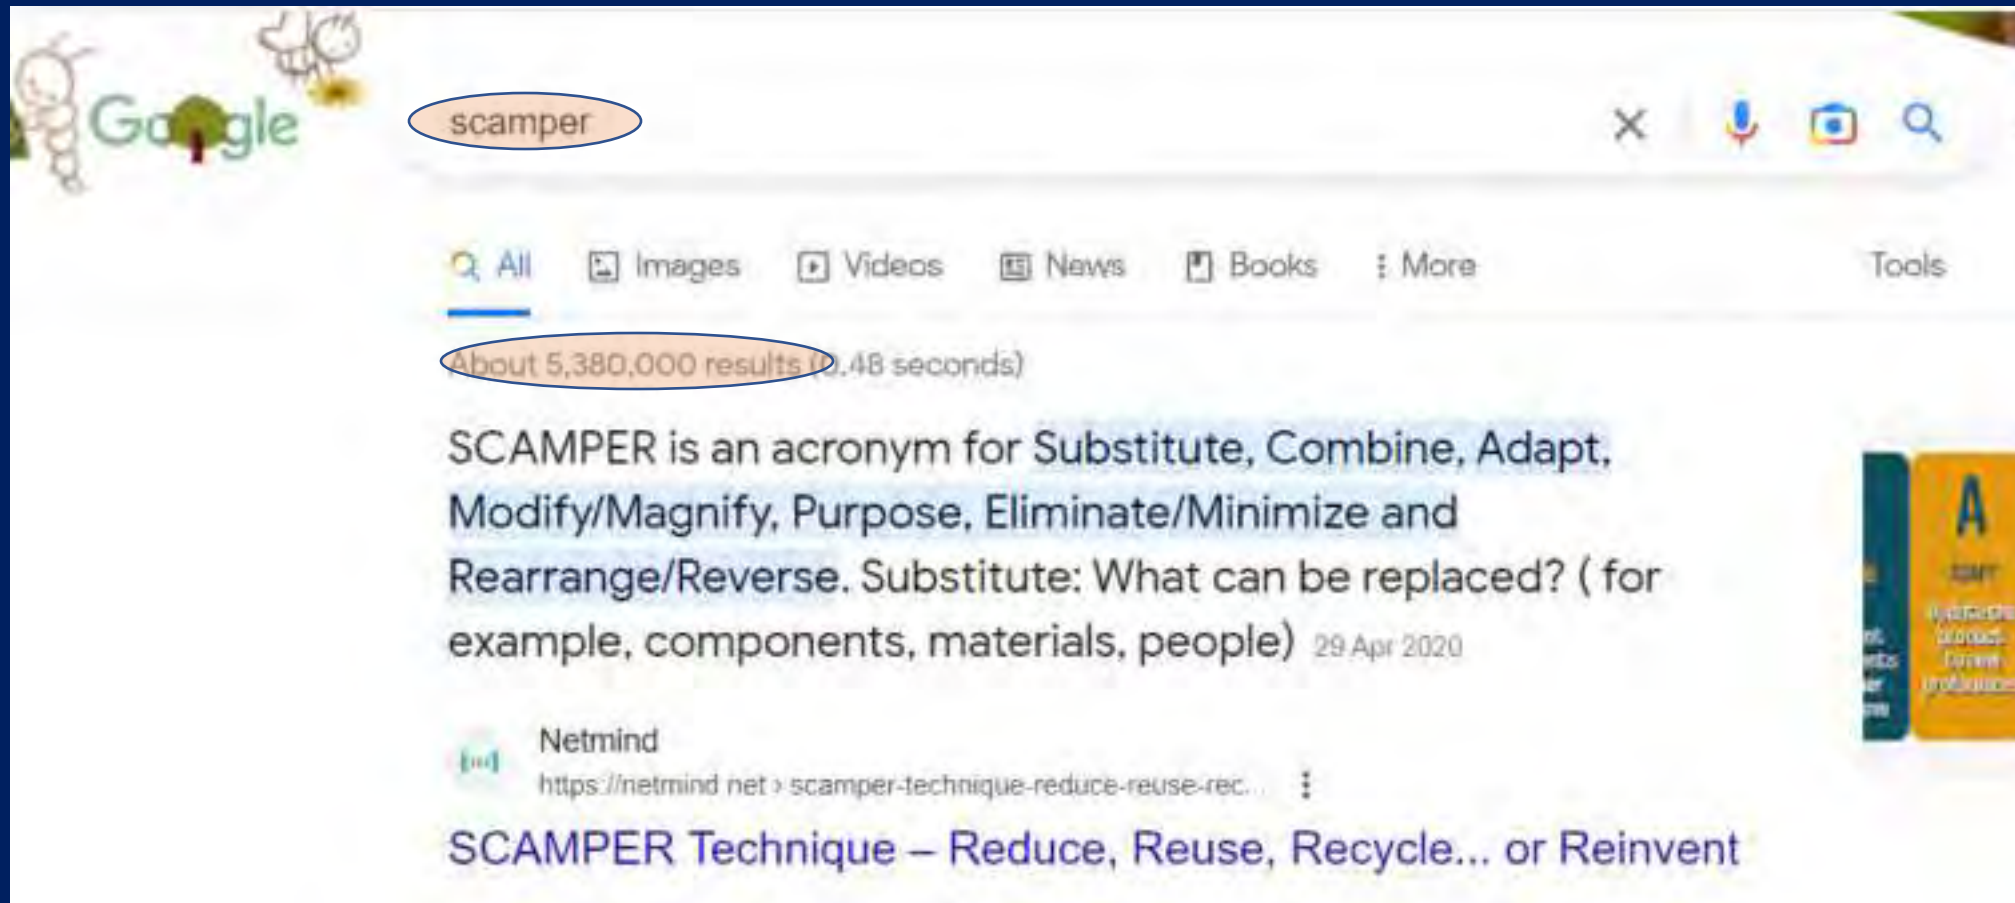 Google
scamper
All Images Videos News Books More Tools
About 5,380,000 results (0.48 seconds)
SCAMPER is an acronym for Substitute, Combine, Adapt,
Modify/Magnify, Purpose, Eliminate/Minimize and
Rearrange/Reverse. Substitute: What can be replaced? ( for
example, components, materials, people) 29 Apr 2020
A
Netmind
https://netmind.net › scamper-technique-reduce-reuse-rec...
SCAMPER Technique – Reduce, Reuse, Recycle... or Reinvent